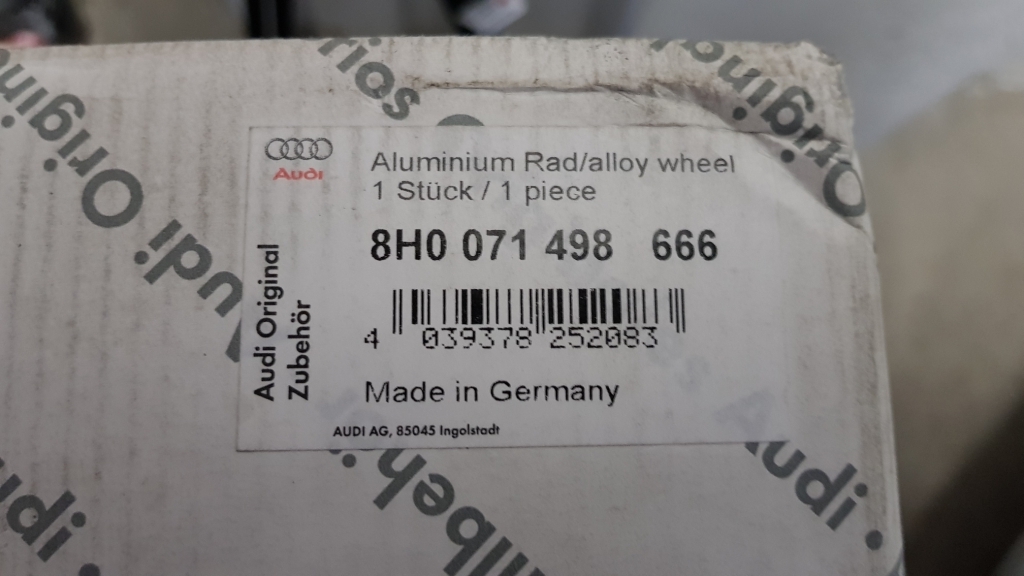 Audi
Aluminium Rad/alloy wheel
1 Stück / 1 piece
8H0 071 498 666
4 039378 252083
Made in Germany
AUDI AG, 85045 Ingolstadt
Audi Original
Zubehör
Audi